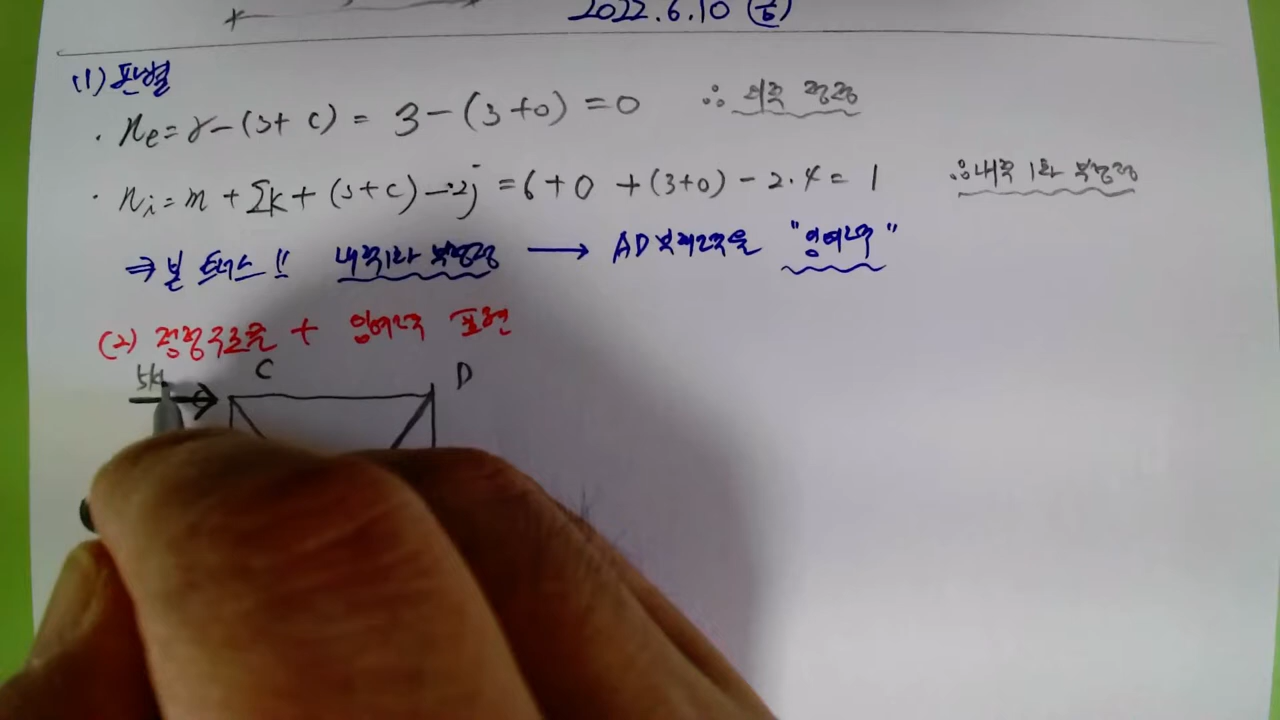 2022.6.10 (금)
(1) 판별
· ne = r - (3 + c) = 3 - (3+0) = 0 ∴ 외적 정정
· ni = m + Σk + (3+c) - 2j = 6 + 0 + (3+0) - 2·4 = 1 ∴ 내적 1차 부정정
⇒ 본 트러스!! 내적1차 부정정 → AD부재력을 "잉여력"
(2) 정정구조물 + 잉여력 표현
C D
5k